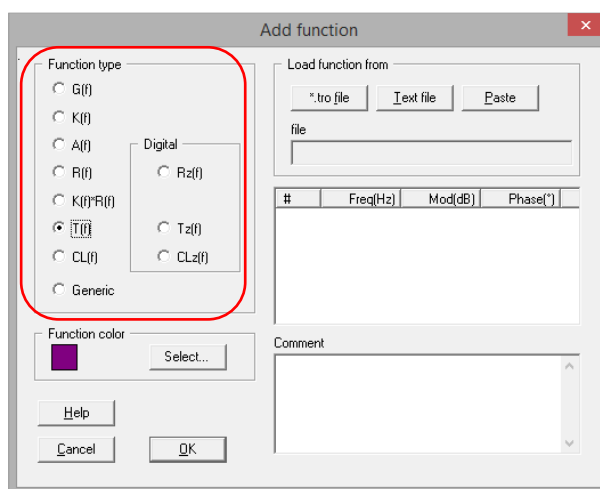 Add function
Function type
G(f)
K(f)
A(f)
R(f)
K(f)*R(f)
T(f)
CL(f)
Generic
Digital
Rz(f)
Tz(f)
CLz(f)
Function color
Select...
Help
Cancel
OK
Load function from
*.tro file
Text file
Paste
file
# Freq(Hz) Mod(dB) Phase(°)
Comment